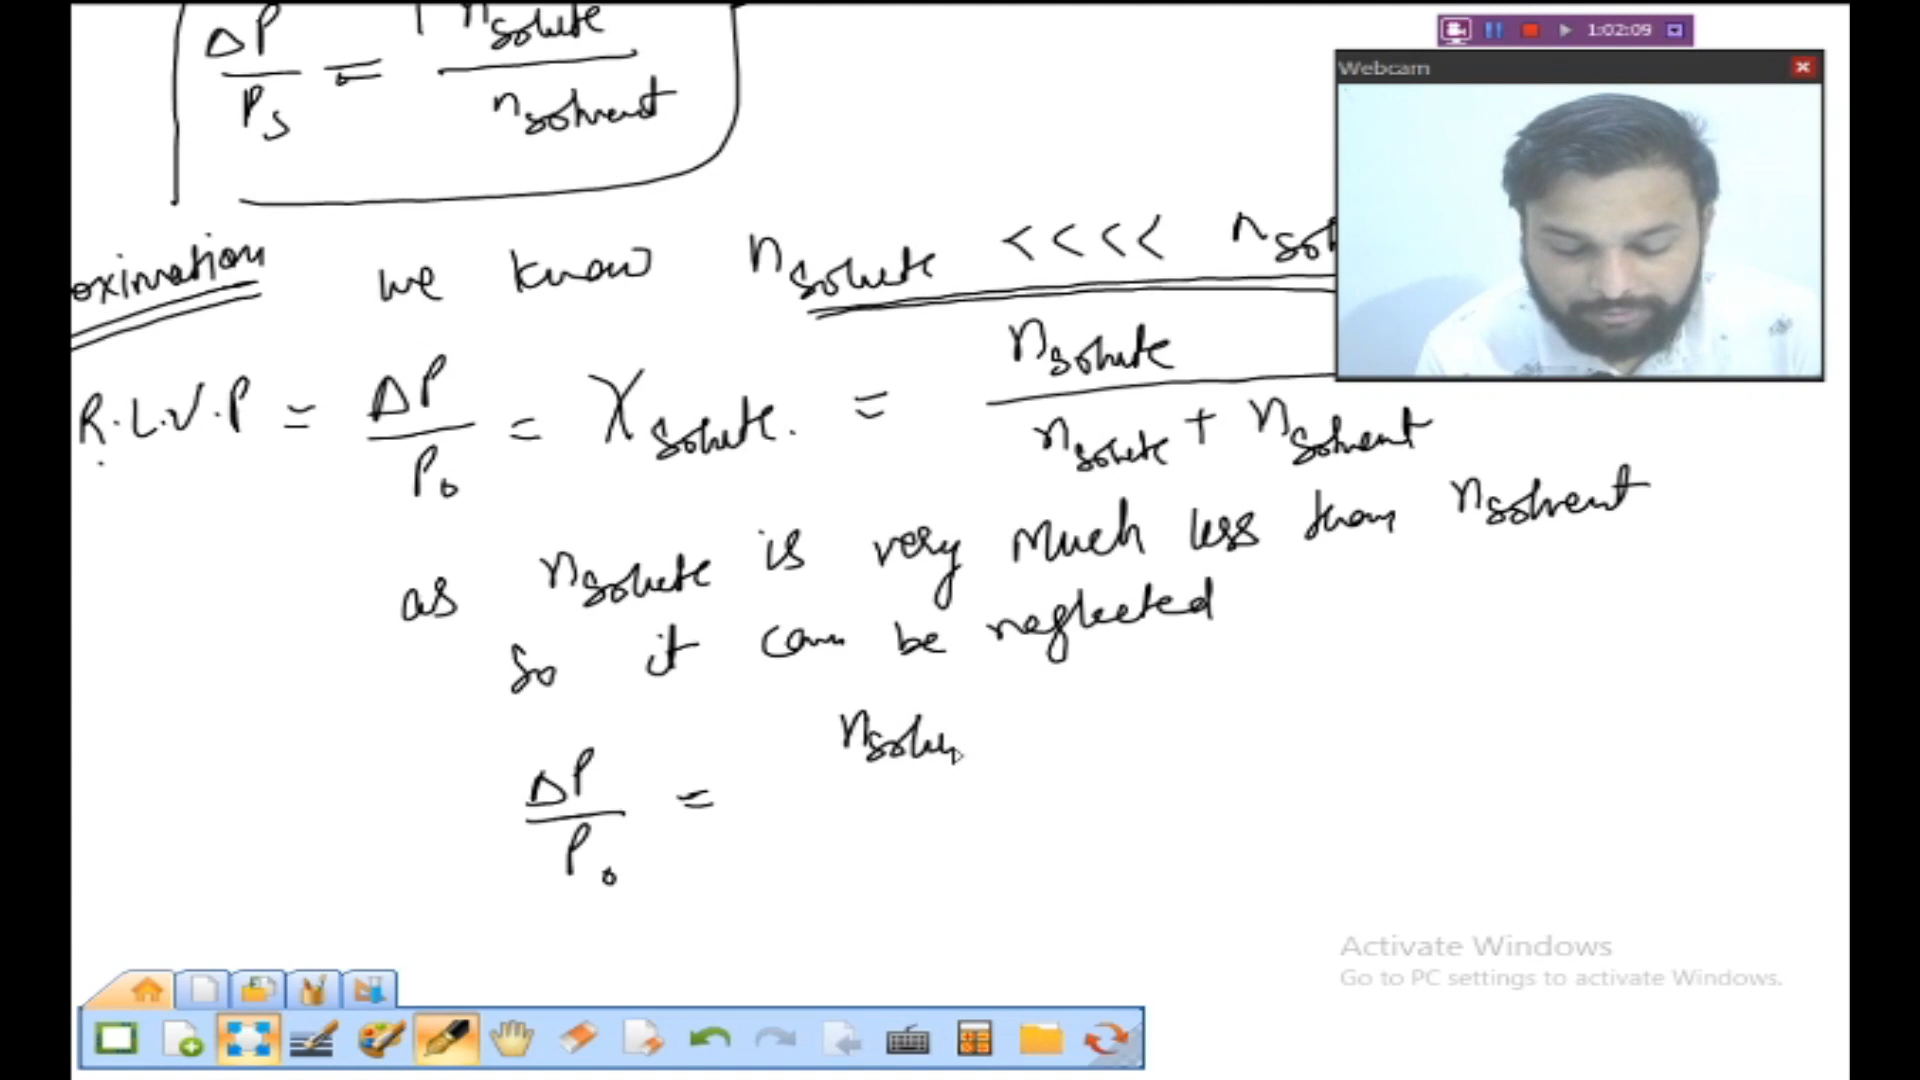 1:02:09
Webcam
ΔP / Ps = n solute / n solvent
oximation we know n solute <<<< n sol
R.L.V.P = ΔP / P0 = X solute. = n solute / n solute + n solvent
as n solute is very much less than n solvent
so it can be neglected
ΔP / P0 = n solu
Activate Windows
Go to PC settings to activate Windows.